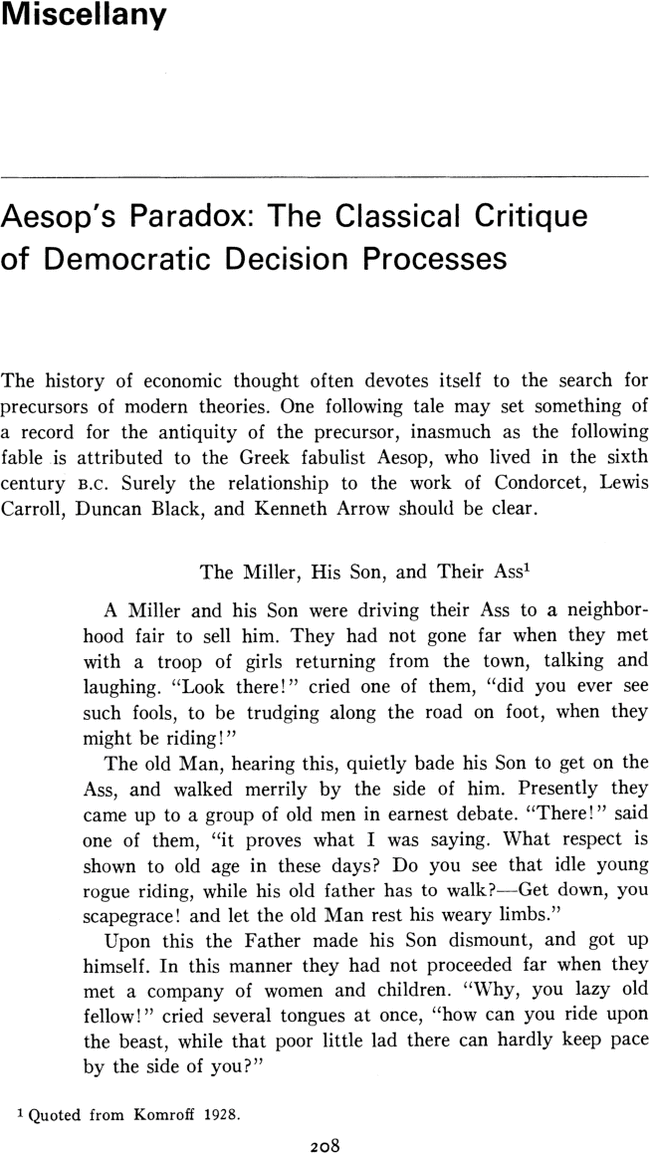 Miscellany
Aesop's Paradox: The Classical Critique
of Democratic Decision Processes
The history of economic thought often devotes itself to the search for
precursors of modern theories. One following tale may set something of
a record for the antiquity of the precursor, inasmuch as the following
fable is attributed to the Greek fabulist Aesop, who lived in the sixth
century B.C. Surely the relationship to the work of Condorcet, Lewis
Carroll, Duncan Black, and Kenneth Arrow should be clear.
The Miller, His Son, and Their Ass¹
A Miller and his Son were driving their Ass to a neighbor-
hood fair to sell him. They had not gone far when they met
with a troop of girls returning from the town, talking and
laughing. “Look there!” cried one of them, “did you ever see
such fools, to be trudging along the road on foot, when they
might be riding!”
The old Man, hearing this, quietly bade his Son to get on the
Ass, and walked merrily by the side of him. Presently they
came up to a group of old men in earnest debate. “There!” said
one of them, “it proves what I was saying. What respect is
shown to old age in these days? Do you see that idle young
rogue riding, while his old father has to walk?—Get down, you
scapegrace! and let the old Man rest his weary limbs.”
Upon this the Father made his Son dismount, and got up
himself. In this manner they had not proceeded far when they
met a company of women and children. “Why, you lazy old
fellow!” cried several tongues at once, “how can you ride upon
the beast, while that poor little lad there can hardly keep pace
by the side of you?”
¹ Quoted from Komroff 1928.
208